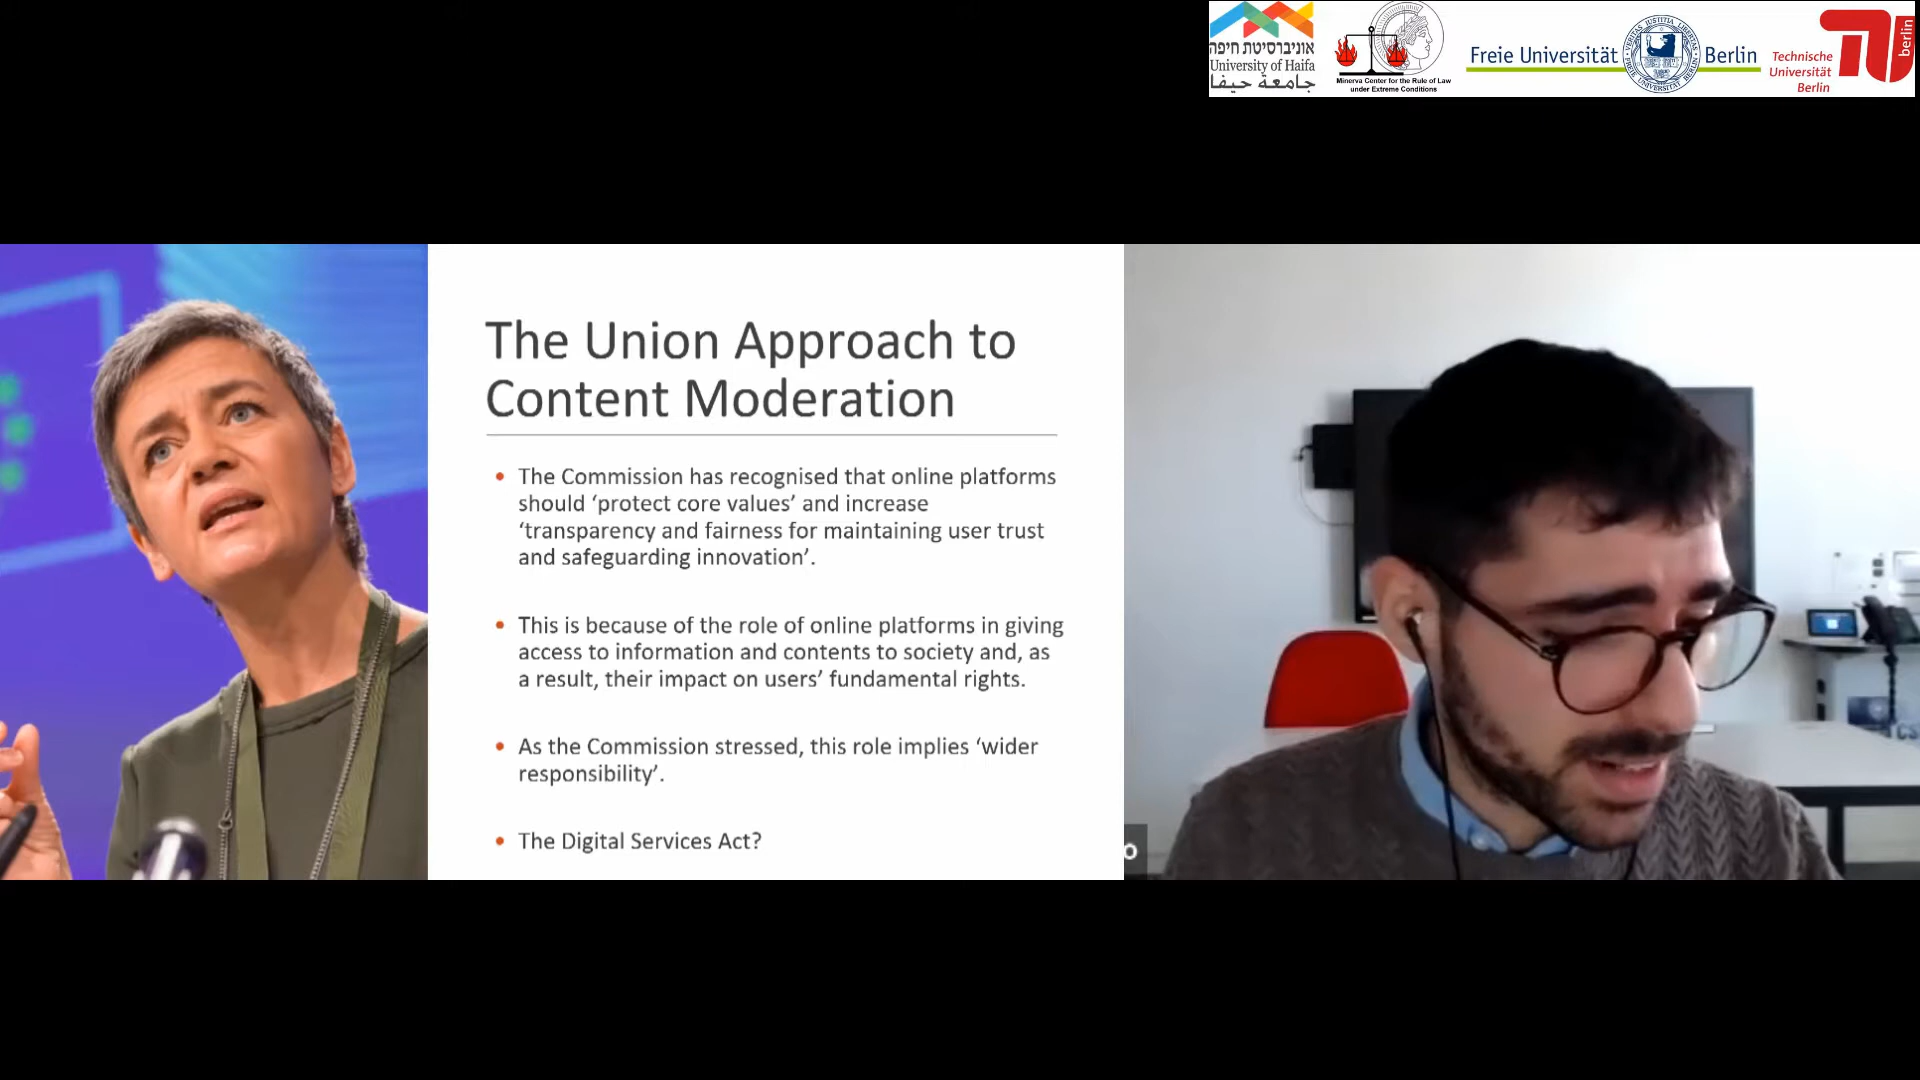 אוניברסיטת חיפה
University of Haifa
جامعة حيفا
Minerva Center for the Rule of Law
under Extreme Conditions
Freie Universität Berlin
Technische
Universität
Berlin
berlin
The Union Approach to
Content Moderation
• The Commission has recognised that online platforms
should ‘protect core values’ and increase
‘transparency and fairness for maintaining user trust
and safeguarding innovation’.
• This is because of the role of online platforms in giving
access to information and contents to society and, as
a result, their impact on users’ fundamental rights.
• As the Commission stressed, this role implies ‘wider
responsibility’.
• The Digital Services Act?
o